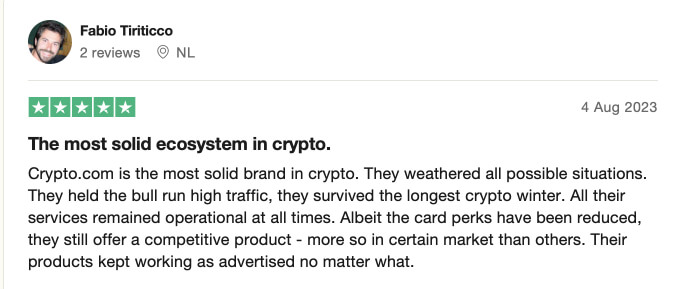 Fabio Tiriticco
2 reviews NL
4 Aug 2023
The most solid ecosystem in crypto.
Crypto.com is the most solid brand in crypto. They weathered all possible situations.
They held the bull run high traffic, they survived the longest crypto winter. All their
services remained operational at all times. Albeit the card perks have been reduced,
they still offer a competitive product - more so in certain market than others. Their
products kept working as advertised no matter what.